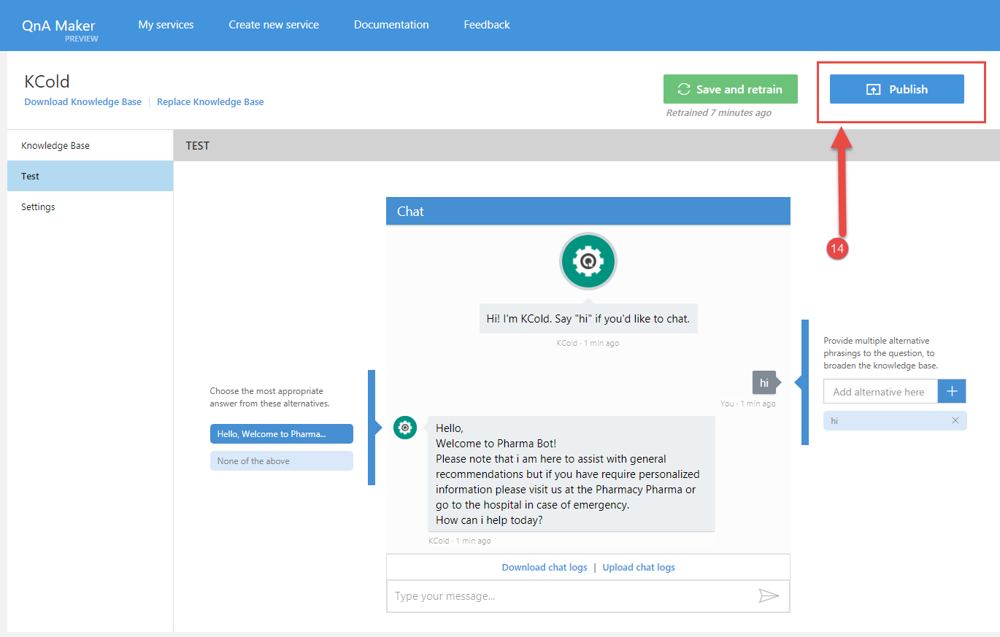 QnA Maker
PREVIEW
My services
Create new service
Documentation
Feedback
KCold
Download Knowledge Base | Replace Knowledge Base
Save and retrain
Retrained 7 minutes ago
Publish
Knowledge Base
Test
Settings
TEST
14
Chat
Hi! I'm KCold. Say "hi" if you'd like to chat.
KCold · 1 min ago
hi
You · 1 min ago
Provide multiple alternative
phrasings to the question, to
broaden the knowledge base.
Add alternative here
+
hi
Choose the most appropriate
answer from these alternatives.
Hello, Welcome to Pharma...
None of the above
Hello,
Welcome to Pharma Bot!
Please note that i am here to assist with general
recommendations but if you have require personalized
information please visit us at the Pharmacy Pharma or
go to the hospital in case of emergency.
How can i help today?
KCold · 1 min ago
Download chat logs | Upload chat logs
Type your message...